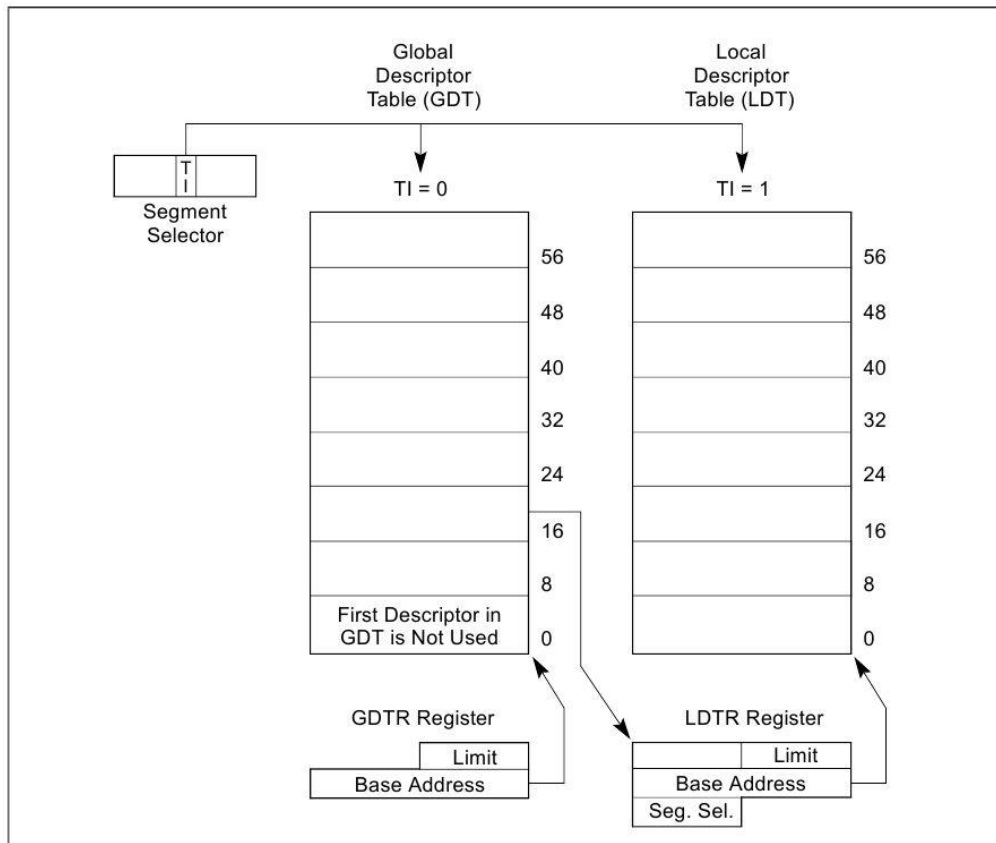 Global
Descriptor
Table (GDT)
Local
Descriptor
Table (LDT)
T
I
Segment
Selector
TI = 0
TI = 1
56
48
40
32
24
16
8
First Descriptor in
GDT is Not Used
0
56
48
40
32
24
16
8
0
GDTR Register
Limit
Base Address
LDTR Register
Limit
Base Address
Seg. Sel.